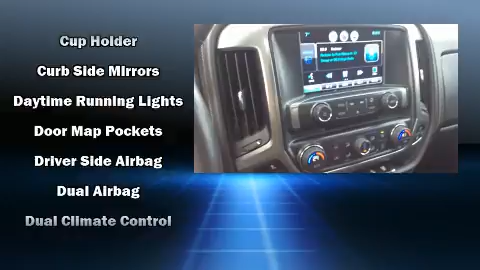 Cup Holder
Curb Side Mirrors
Daytime Running Lights
Door Map Pockets
Driver Side Airbag
Dual Airbag
Dual Climate Control